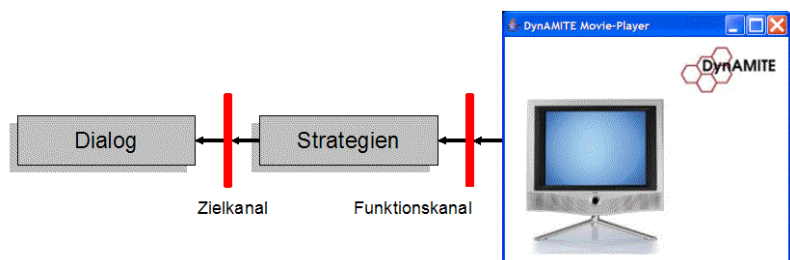 DynAMITE Movie-Player
DynAMITE
Dialog
Strategien
Zielkanal
Funktionskanal